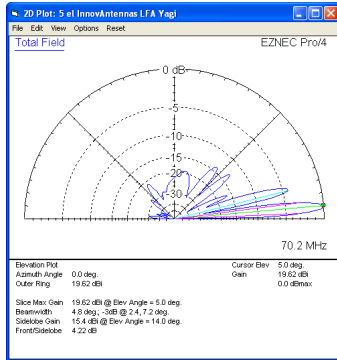 2D Plot: 5 el InnovAntennas LFA Yagi
File Edit View Options Reset
Total Field
EZNEC Pro/4
0 dB
-5
-10
-15
-20
-30
70.2 MHz
Elevation Plot
Cursor Elev 5.0 deg.
Azimuth Angle 0.0 deg.
Gain 19.62 dBi
Outer Ring 19.62 dBi
0.0 dBmax
Slice Max Gain 19.62 dBi @ Elev Angle = 5.0 deg.
Beamwidth 4.8 deg.; -3dB @ 2.4, 7.2 deg.
Sidelobe Gain 15.4 dBi @ Elev Angle = 14.0 deg.
Front/Sidelobe 4.22 dB